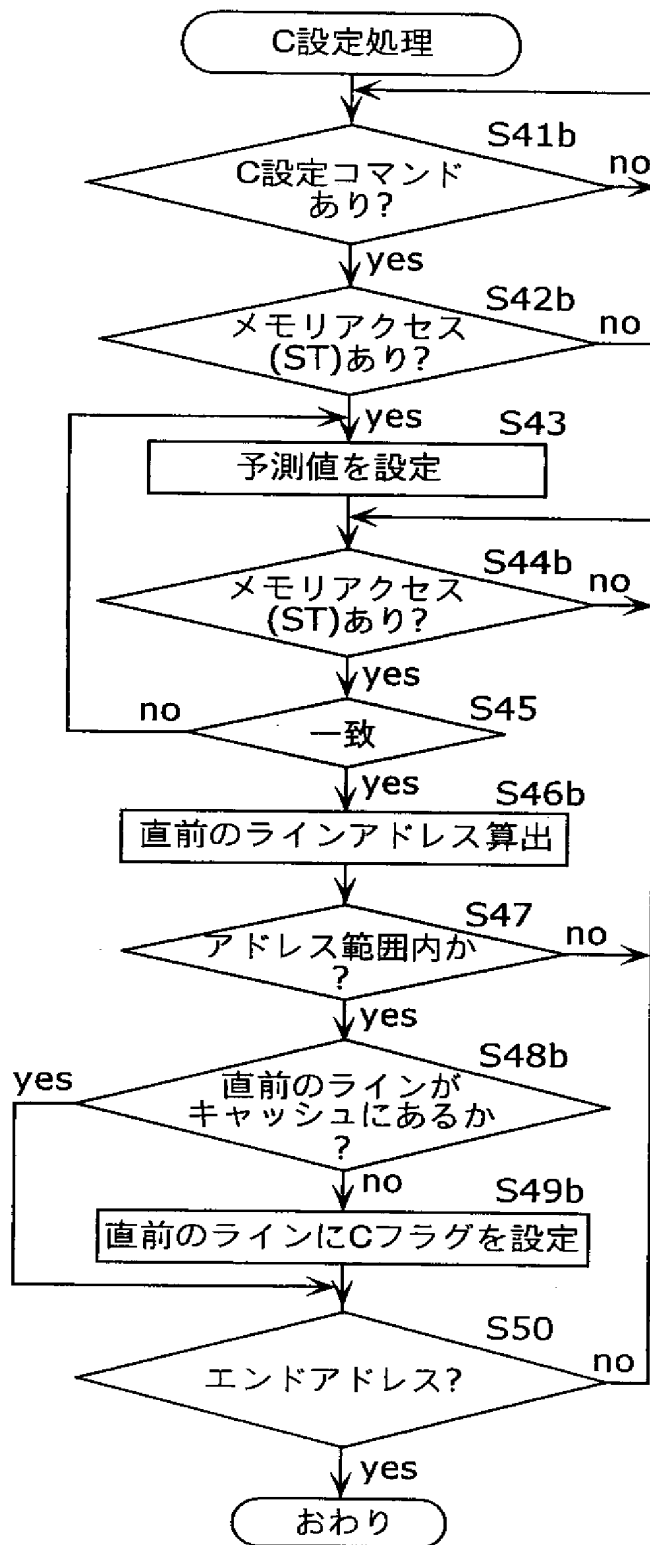 C設定処理
S41b
C設定コマンド
あり?
no
yes
S42b
メモリアクセス
(ST)あり?
no
yes
S43
予測値を設定
S44b
メモリアクセス
(ST)あり?
no
yes
S45
一致
no
yes
S46b
直前のラインアドレス算出
S47
アドレス範囲内か
?
no
yes
S48b
直前のラインが
キャッシュにあるか
?
yes
no
S49b
直前のラインにCフラグを設定
S50
エンドアドレス?
no
yes
おわり